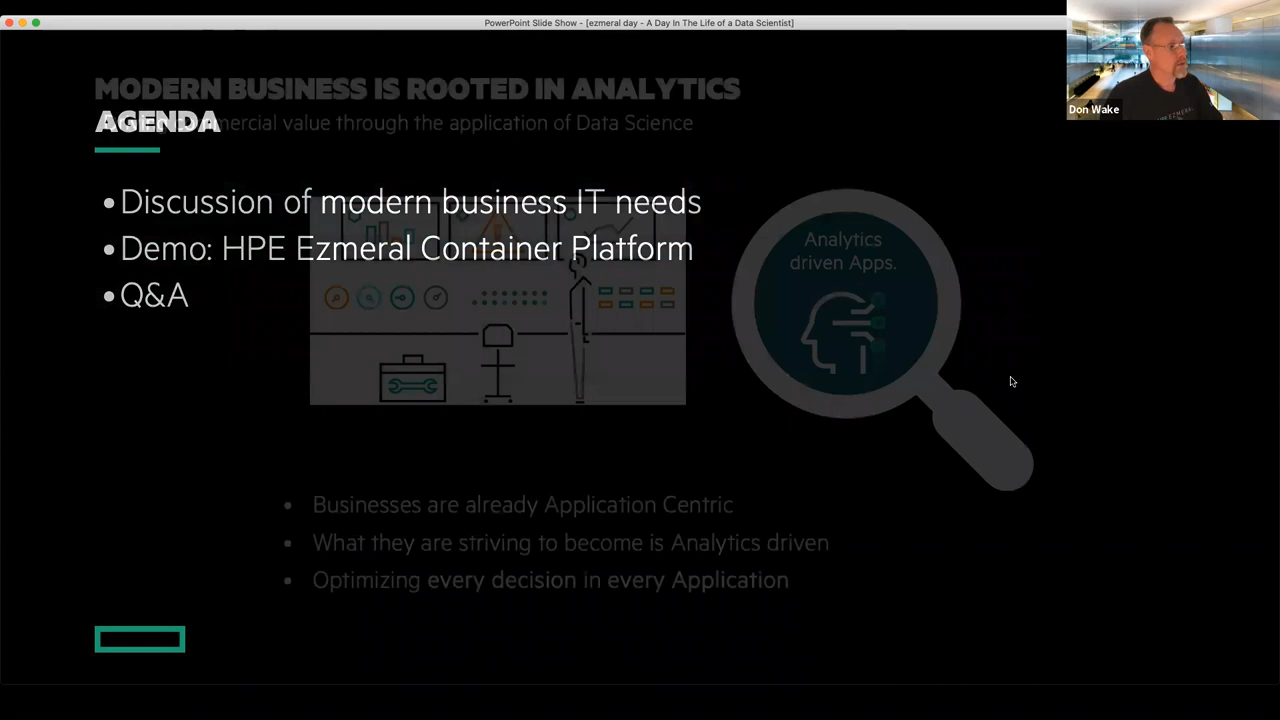 PowerPoint Slide Show - [ezmeral day - A Day In The Life of a Data Scientist]
MODERN BUSINESS IS ROOTED IN ANALYTICS
AGENDA
commercial value through the application of Data Science
• Discussion of modern business IT needs
• Demo: HPE Ezmeral Container Platform
• Q&A
Analytics
driven Apps.
• Businesses are already Application Centric
• What they are striving to become is Analytics driven
• Optimizing every decision in every Application
Don Wake